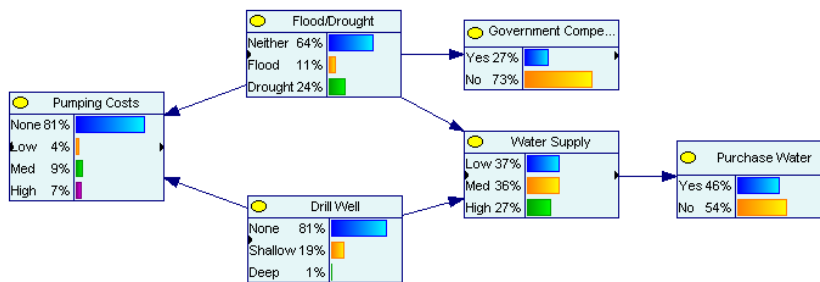 Flood/Drought
Neither 64%
Flood 11%
Drought 24%
Government Compe...
Yes 27%
No 73%
Pumping Costs
None 81%
Low 4%
Med 9%
High 7%
Water Supply
Low 37%
Med 36%
High 27%
Purchase Water
Yes 46%
No 54%
Drill Well
None 81%
Shallow 19%
Deep 1%